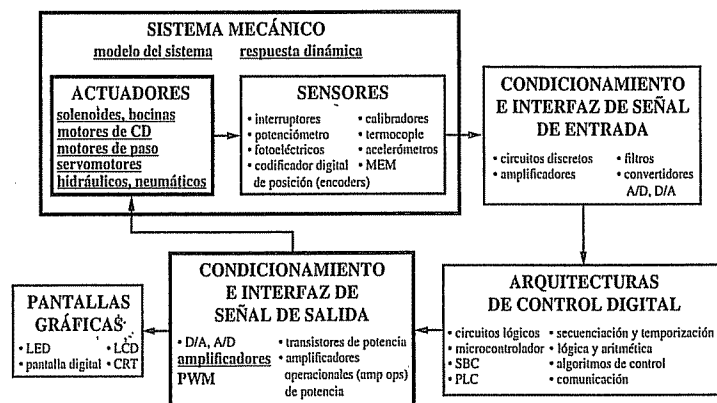 SISTEMA MECÁNICO
modelo del sistema respuesta dinámica
ACTUADORES
solenoides, bocinas
motores de CD
motores de paso
servomotores
hidráulicos, neumáticos
SENSORES
• interruptores
• potenciómetro
• fotoeléctricos
• codificador digital
de posición (encoders)
• calibradores
• termocople
• acelerómetros
• MEM
CONDICIONAMIENTO
E INTERFAZ DE SEÑAL
DE ENTRADA
• circuitos discretos
• amplificadores
• filtros
• convertidores
A/D, D/A
ARQUITECTURAS
DE CONTROL DIGITAL
• circuitos lógicos
• microcontrolador
• SBC
• PLC
• secuenciación y temporización
• lógica y aritmética
• algoritmos de control
• comunicación
CONDICIONAMIENTO
E INTERFAZ DE
SEÑAL DE SALIDA
• D/A, A/D
amplificadores
PWM
• transistores de potencia
• amplificadores
operacionales (amp ops)
de potencia
PANTALLAS
GRÁFICAS
• LED
• pantalla digital
• LCD
• CRT